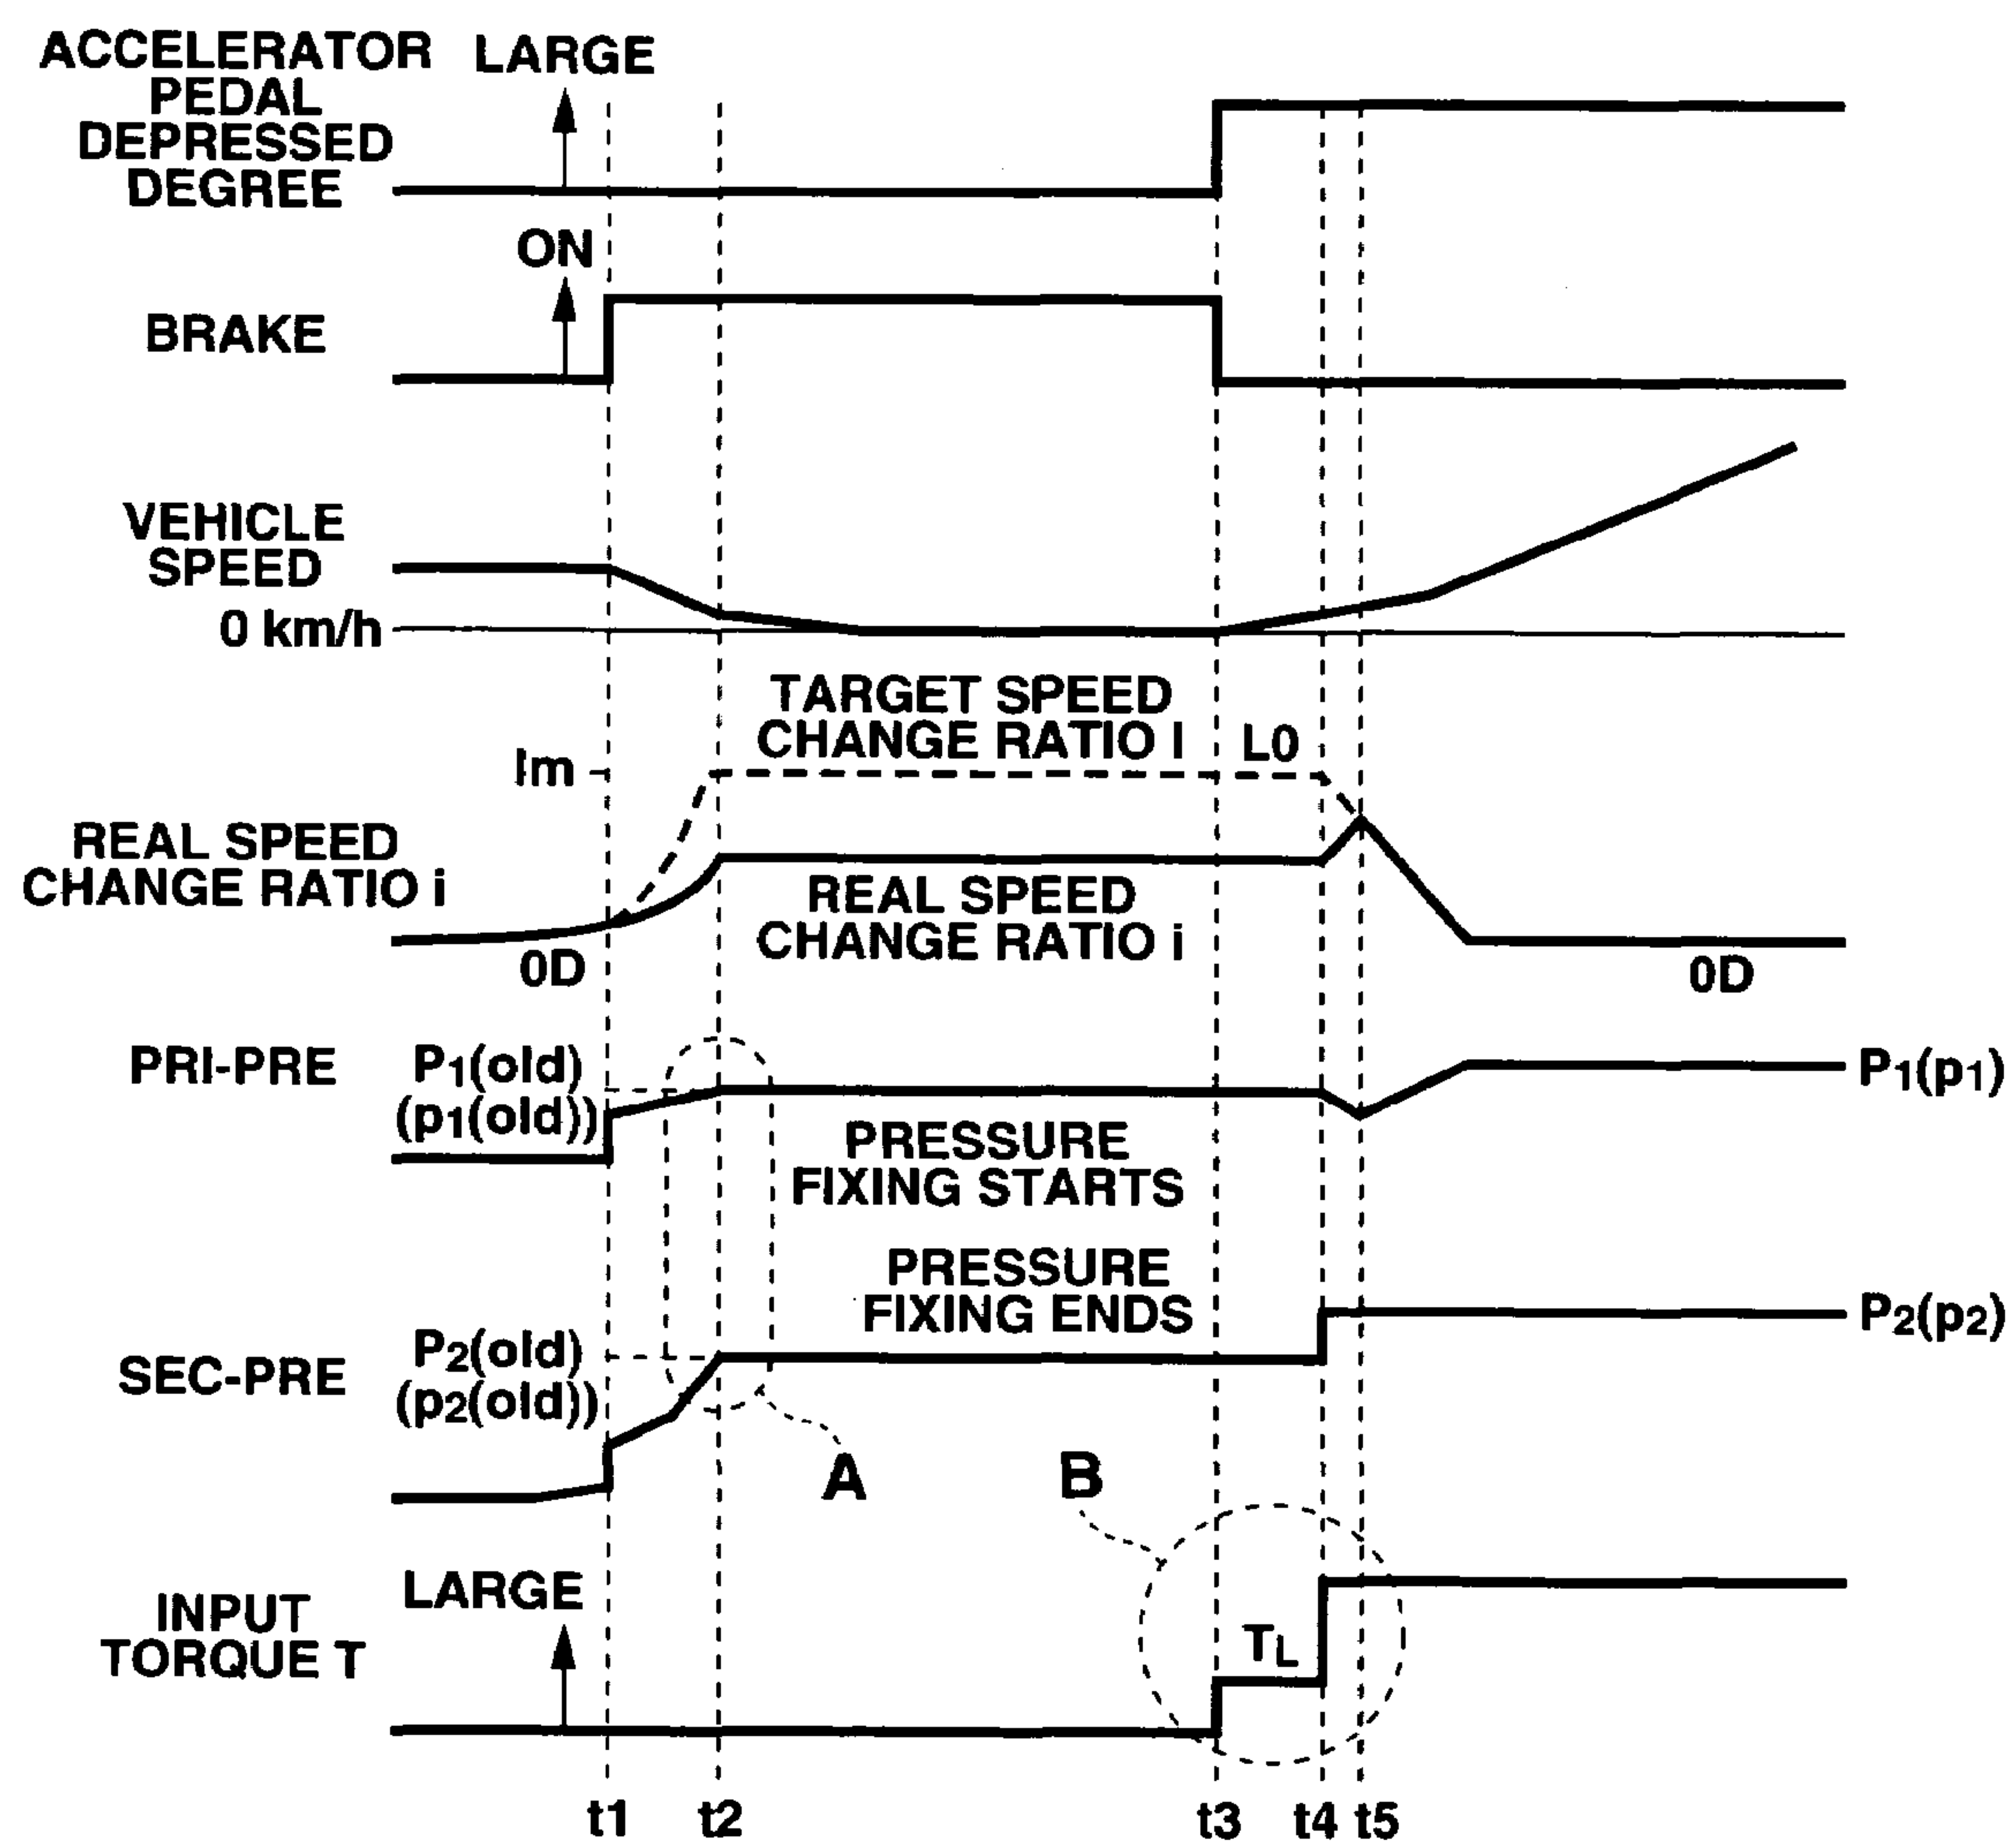 ACCELERATOR
PEDAL
DEPRESSED
DEGREE
LARGE
ON
BRAKE
VEHICLE
SPEED
0 km/h
TARGET SPEED
CHANGE RATIO I
L0
Im
REAL SPEED
CHANGE RATIO i
REAL SPEED
CHANGE RATIO i
0D
0D
PRI-PRE
P1(old)
(p1(old))
P1(p1)
PRESSURE
FIXING STARTS
PRESSURE
FIXING ENDS
P2(p2)
SEC-PRE
P2(old)
(p2(old))
A
B
LARGE
INPUT
TORQUE T
TL
t1 t2 t3 t4 t5